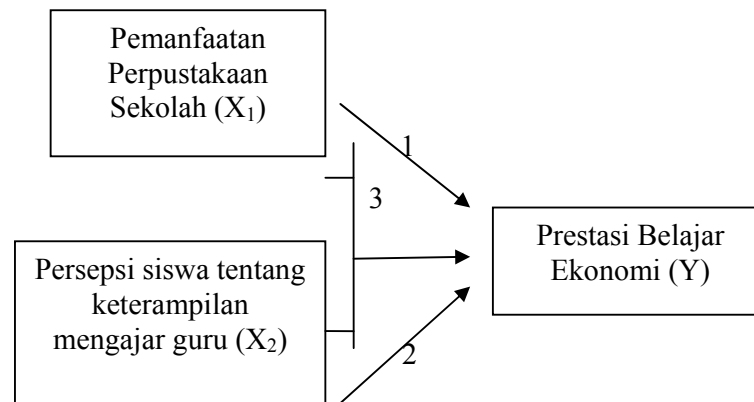 Pemanfaatan
Perpustakaan
Sekolah (X₁)
1
3
Persepsi siswa tentang
keterampilan
mengajar guru (X₂)
2
Prestasi Belajar
Ekonomi (Y)